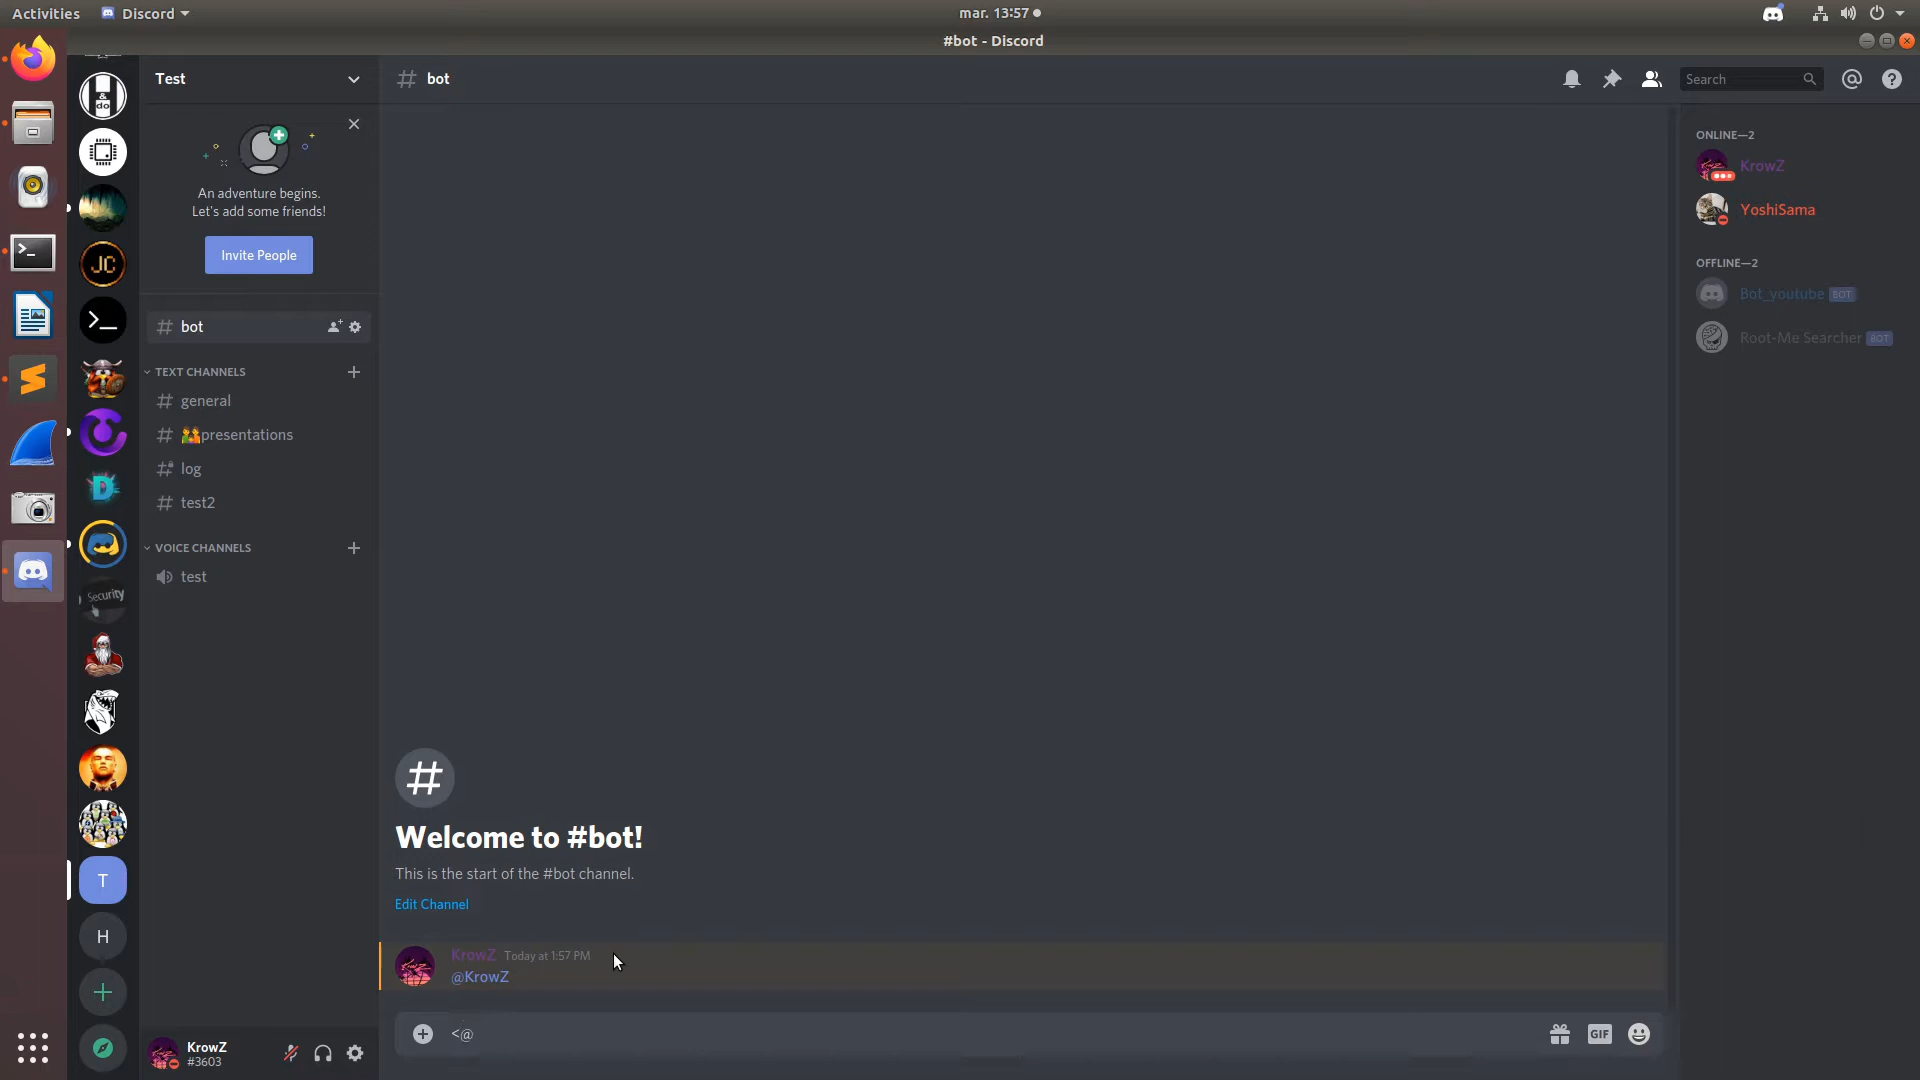 Activities
Discord
mar. 13:57
#bot - Discord
&
do
JC
>_
D
Security
T
H
Test
An adventure begins.
Let's add some friends!
Invite People
bot
TEXT CHANNELS
general
presentations
log
test2
VOICE CHANNELS
test
KrowZ
#3603
bot
Search
Welcome to #bot!
This is the start of the #bot channel.
Edit Channel
KrowZ Today at 1:57 PM
@KrowZ
<@
GIF
ONLINE—2
KrowZ
YoshiSama
OFFLINE—2
Bot_youtube BOT
Root-Me Searcher BOT